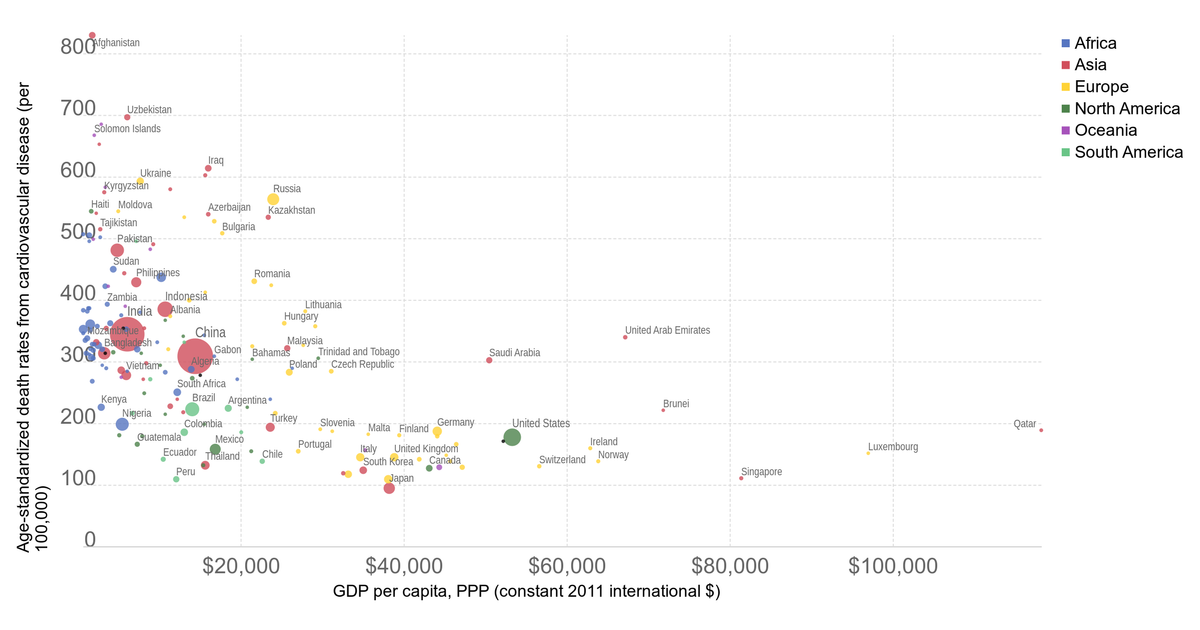 800
Afghanistan
700
Uzbekistan
Solomon Islands
600
Iraq
Ukraine
Kyrgyzstan
Russia
Haiti
Moldova
Azerbaijan
Kazakhstan
Tajikistan
Bulgaria
500
Pakistan
Sudan
Philippines
Romania
400
Zambia
Indonesia
Lithuania
India
Albania
Hungary
Mozambique
China
United Arab Emirates
Bangladesh
Malaysia
300
Gabon
Bahamas
Trinidad and Tobago
Saudi Arabia
Vietnam
Algeria
Poland
Czech Republic
South Africa
Kenya
Brazil
Argentina
Brunei
200
Nigeria
Colombia
Turkey
Slovenia
Malta
Finland
Germany
United States
Qatar
Guatemala
Mexico
Portugal
Italy
United Kingdom
Ireland
Luxembourg
Ecuador
Thailand
Chile
South Korea
Canada
Switzerland
Norway
Peru
Japan
Singapore
100
0
$20,000
$40,000
$60,000
$80,000
$100,000
GDP per capita, PPP (constant 2011 international $)
Age-standardized death rates from cardiovascular disease (per
100,000)
Africa
Asia
Europe
North America
Oceania
South America